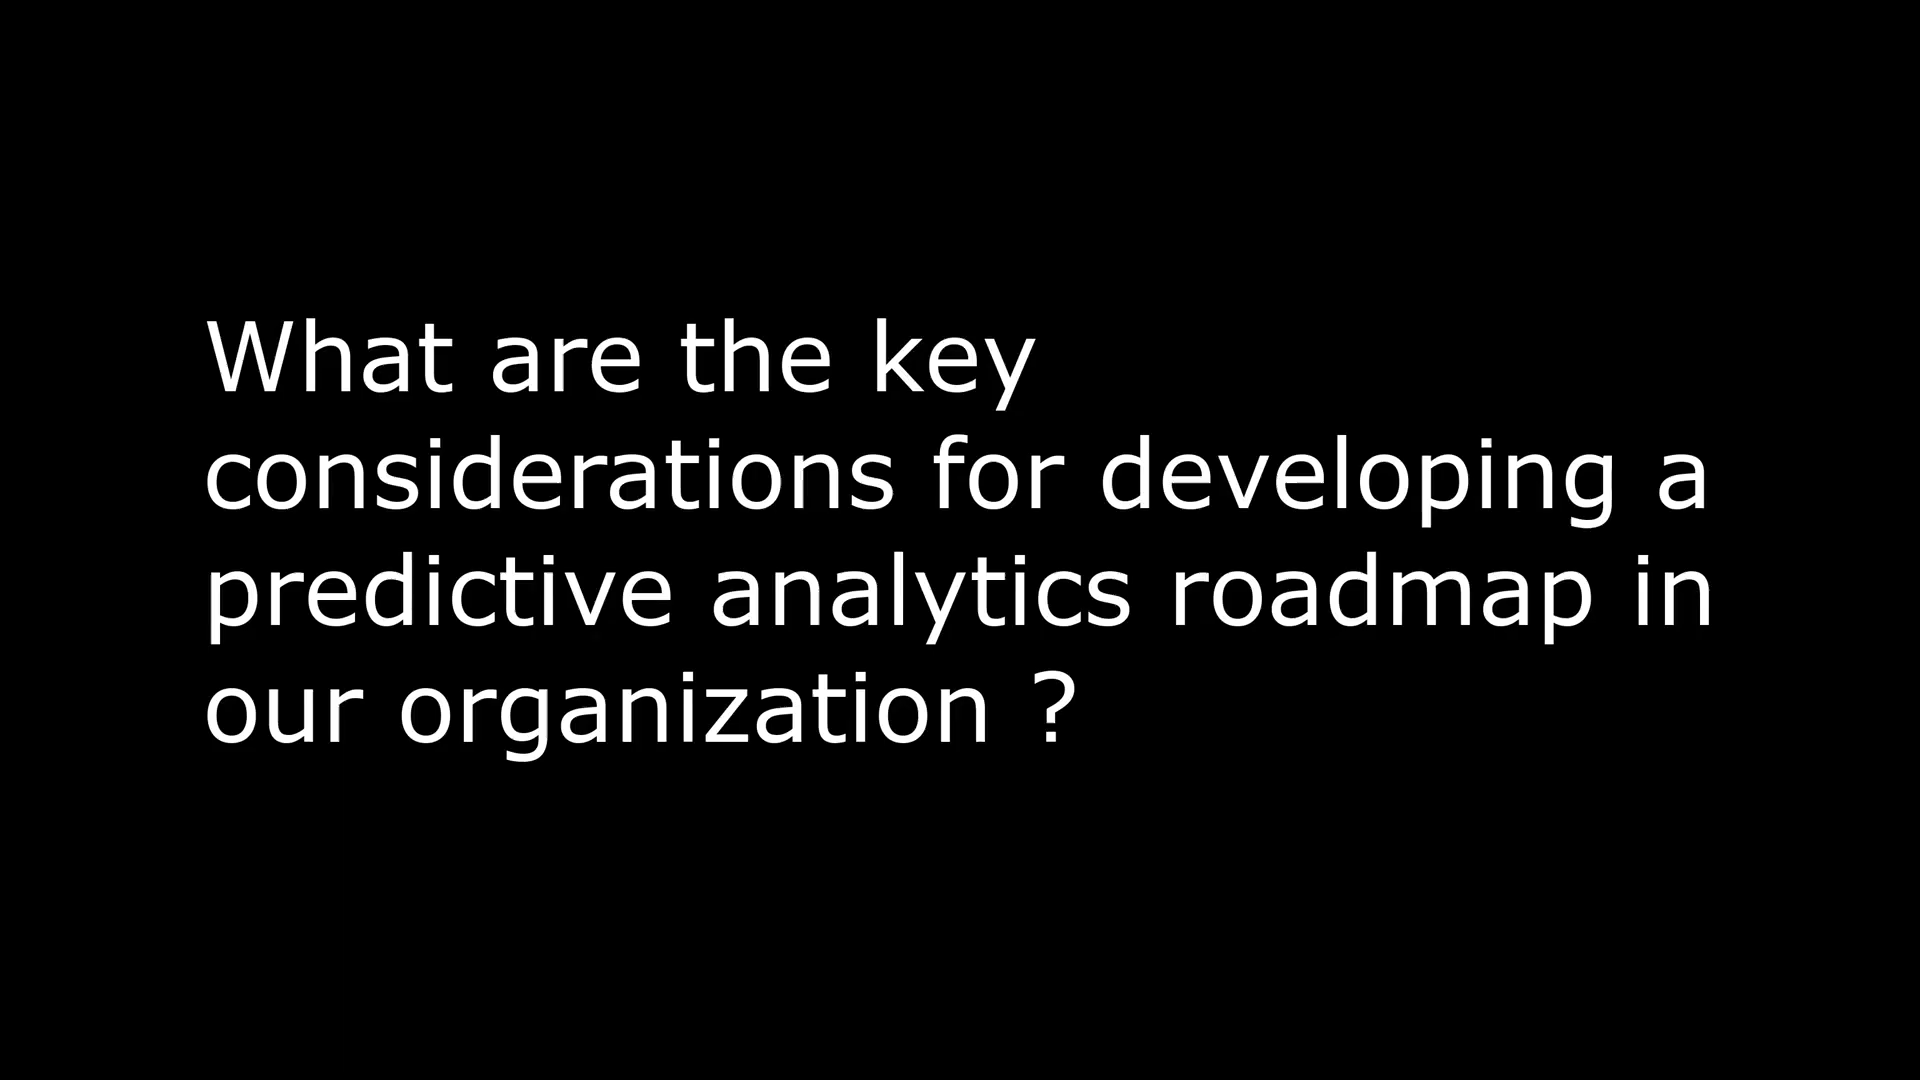 What are the key
considerations for developing a
predictive analytics roadmap in
our organization ?